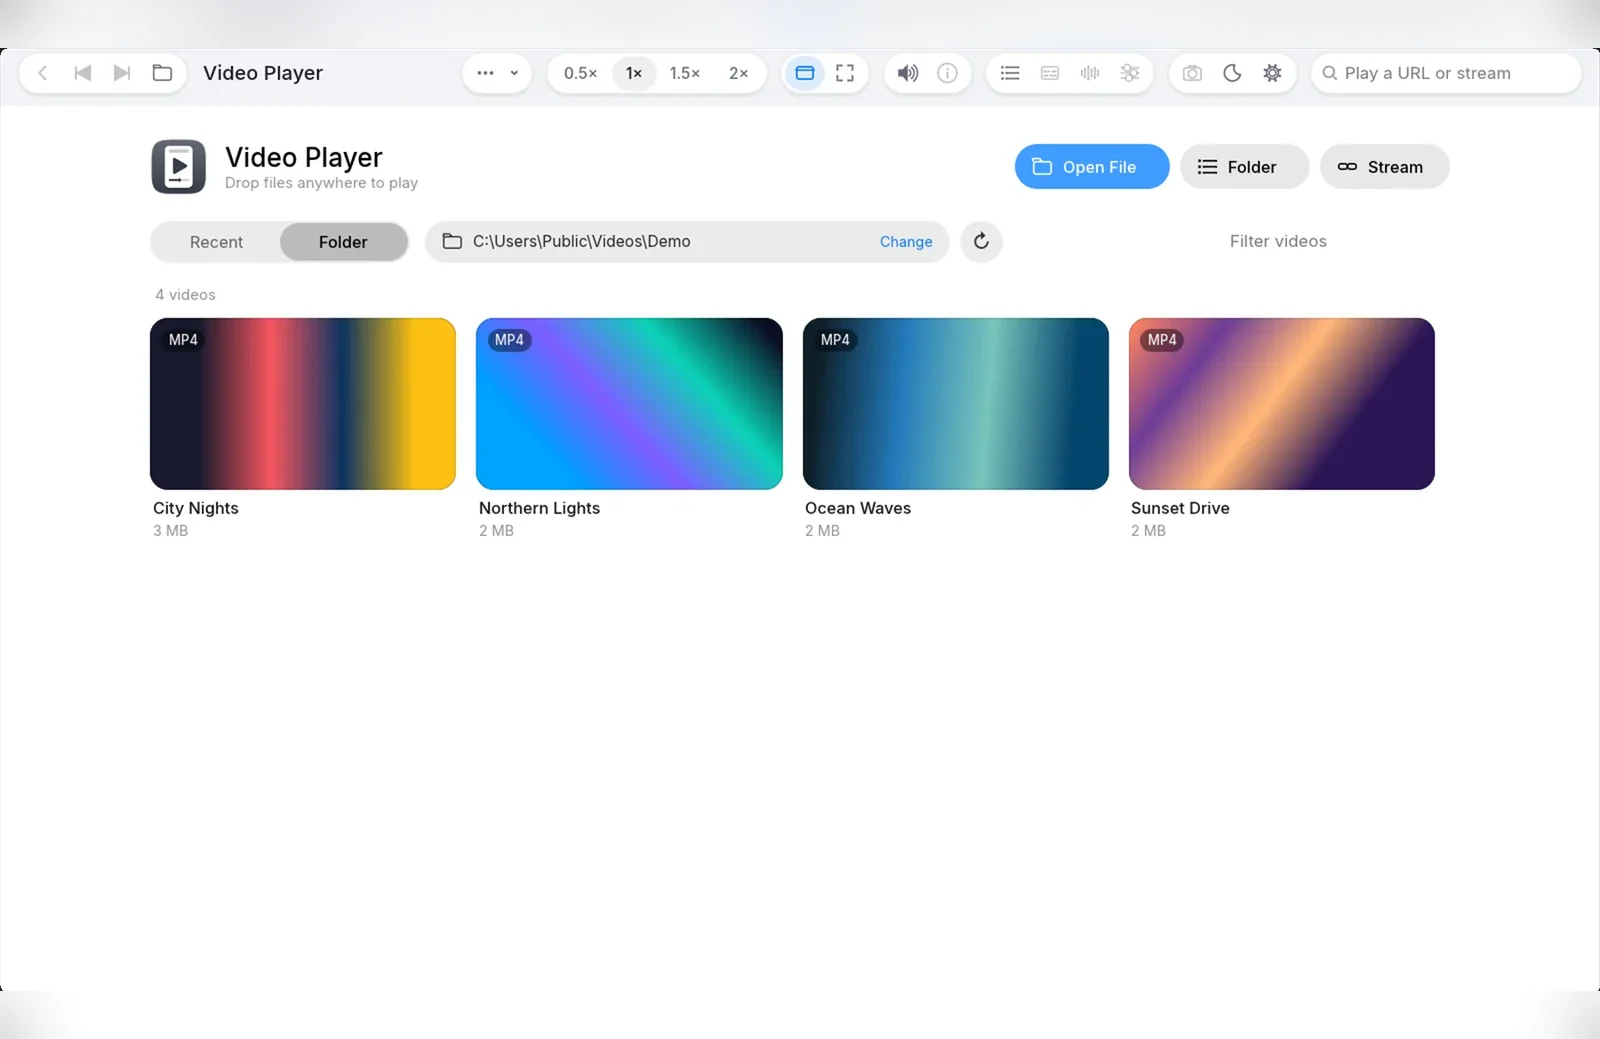 Video Player
0.5×
1×
1.5×
2×
Play a URL or stream
Video Player
Drop files anywhere to play
Open File
Folder
Stream
Recent
Folder
C:\Users\Public\Videos\Demo
Change
Filter videos
4 videos
MP4
MP4
MP4
MP4
City Nights
Northern Lights
Ocean Waves
Sunset Drive
3 MB
2 MB
2 MB
2 MB